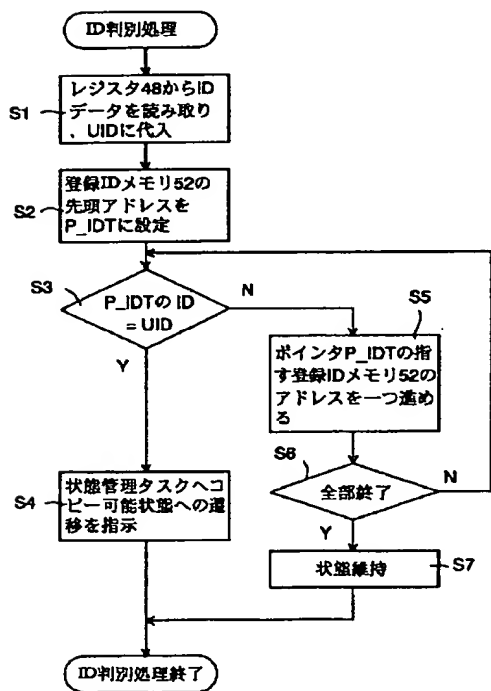 ID判別処理
S1
レジスタ48からID
データを読み取り
、UIDに代入
S2
登録IDメモリ52の
先頭アドレスを
P_IDTに設定
S3
P_IDTの ID
= UID
N
Y
S5
ポインタP_IDTの指
す登録IDメモリ52の
アドレスを一つ進め
る
S4
状態管理タスクへコ
ピー可能状態への遷
移を指示
S6
全部終了
N
Y
状態維持
S7
ID判別処理終了